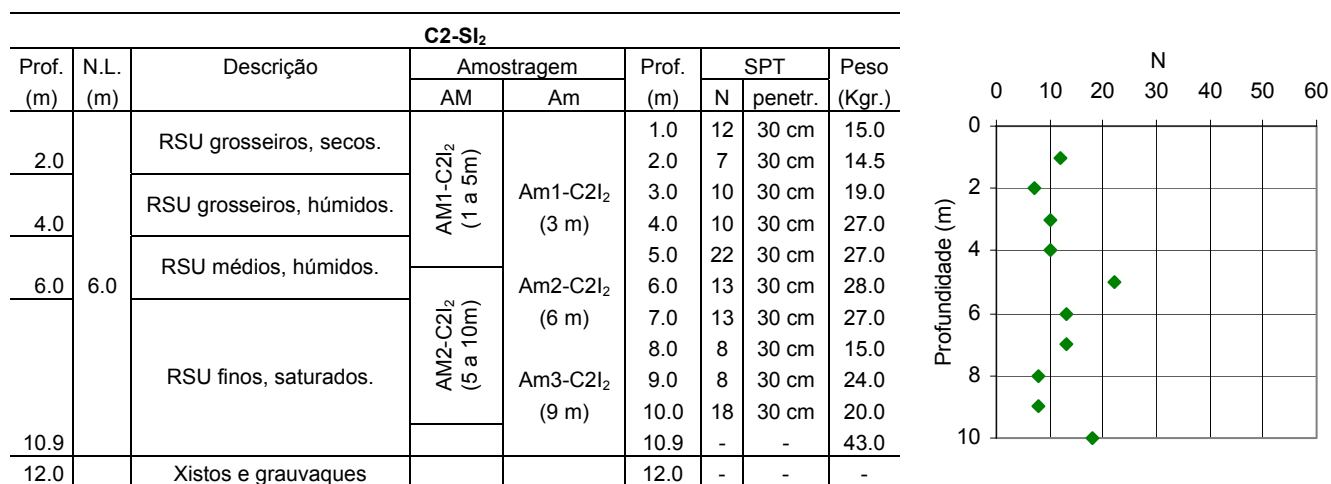 C2-SI₂
Prof. N.L. Descrição Amostragem Prof. SPT Peso
(m) (m) AM Am (m) N penetr. (Kgr.)
RSU grosseiros, secos. 1.0 12 30 cm 15.0
2.0 2.0 7 30 cm 14.5
RSU grosseiros, húmidos. AM1-C2I₂ (1 a 5m) Am1-C2I₂ 3.0 10 30 cm 19.0
4.0 (3 m) 4.0 10 30 cm 27.0
RSU médios, húmidos. 5.0 22 30 cm 27.0
6.0 6.0 Am2-C2I₂ 6.0 13 30 cm 28.0
(6 m) 7.0 13 30 cm 27.0
RSU finos, saturados. AM2-C2I₂ (5 a 10m) 8.0 8 30 cm 15.0
Am3-C2I₂ 9.0 8 30 cm 24.0
(9 m) 10.0 18 30 cm 20.0
10.9 10.9 - - 43.0
12.0 Xistos e grauvaques 12.0 - - -
N
0 10 20 30 40 50 60
Profundidade (m)
0
2
4
6
8
10